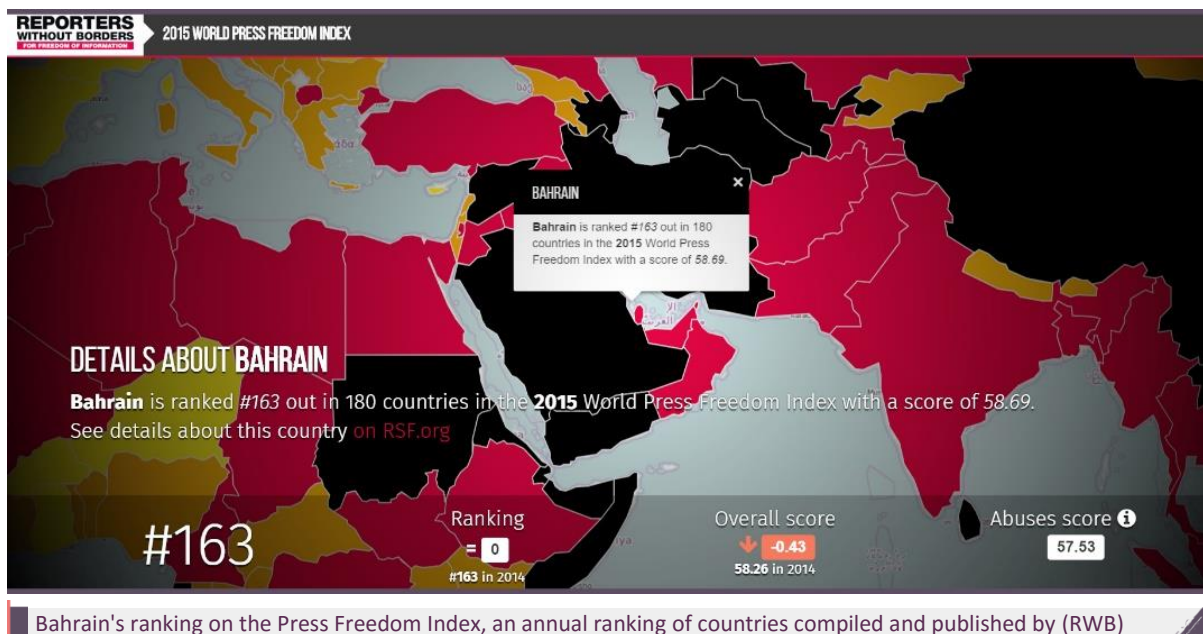 REPORTERS
WITHOUT BORDERS
FOR FREEDOM OF INFORMATION
2015 WORLD PRESS FREEDOM INDEX
BAHRAIN
×
Bahrain is ranked #163 out in 180
countries in the 2015 World Press
Freedom Index with a score of 58.69.
DETAILS ABOUT BAHRAIN
Bahrain is ranked #163 out in 180 countries in the 2015 World Press Freedom Index with a score of 58.69.
See details about this country on RSF.org
#163
Ranking
= 0
#163 in 2014
Overall score
-0.43
58.26 in 2014
Abuses score i
57.53
Bahrain's ranking on the Press Freedom Index, an annual ranking of countries compiled and published by (RWB)